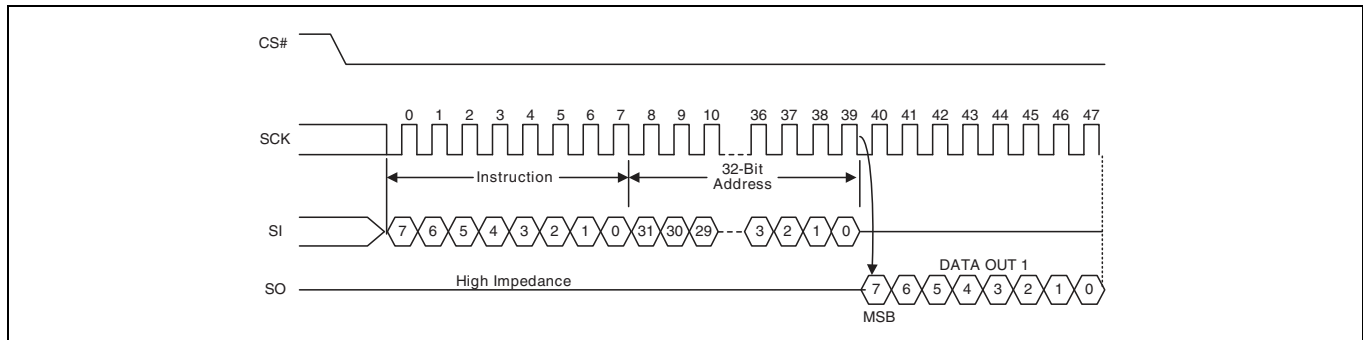 CS#
0 1 2 3 4 5 6 7 8 9 10 36 37 38 39 40 41 42 43 44 45 46 47
SCK
Instruction
32-Bit
Address
SI
7 6 5 4 3 2 1 0 31 30 29 3 2 1 0
DATA OUT 1
High Impedance
SO
7 6 5 4 3 2 1 0
MSB